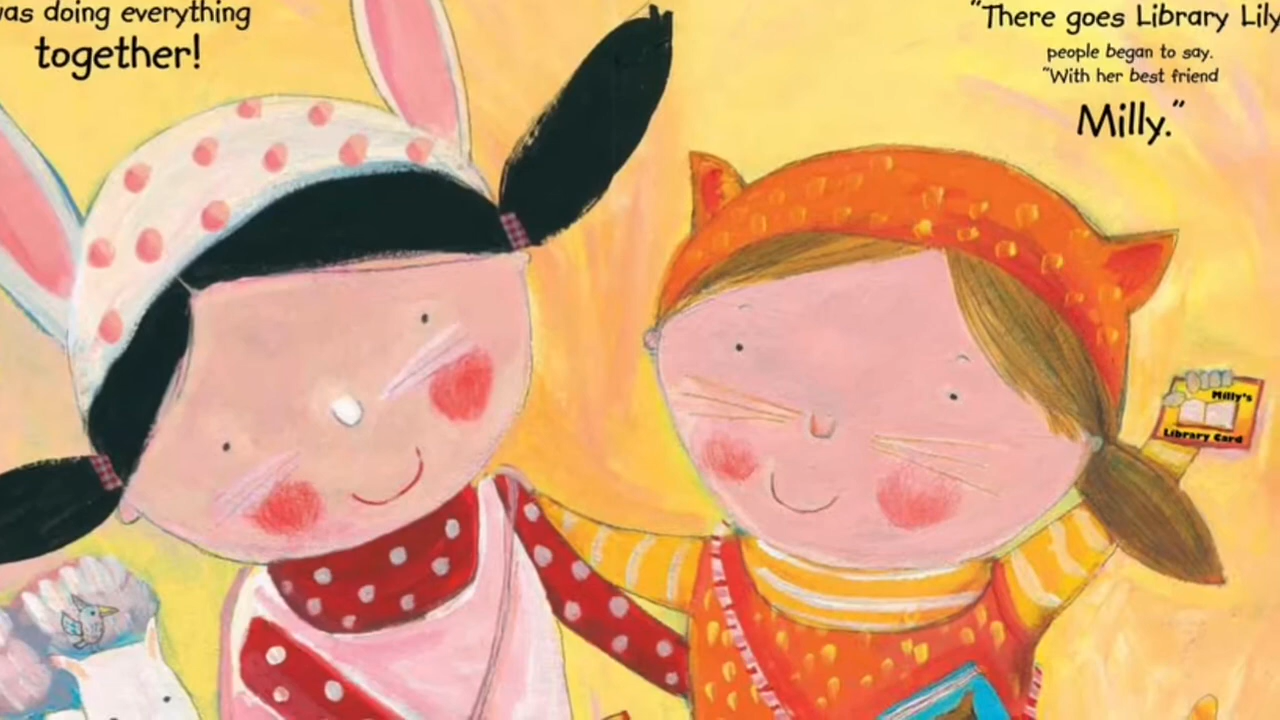 was doing everything
together!
"There goes Library Lily
people began to say.
"With her best friend
Milly."
Milly's
Library Card